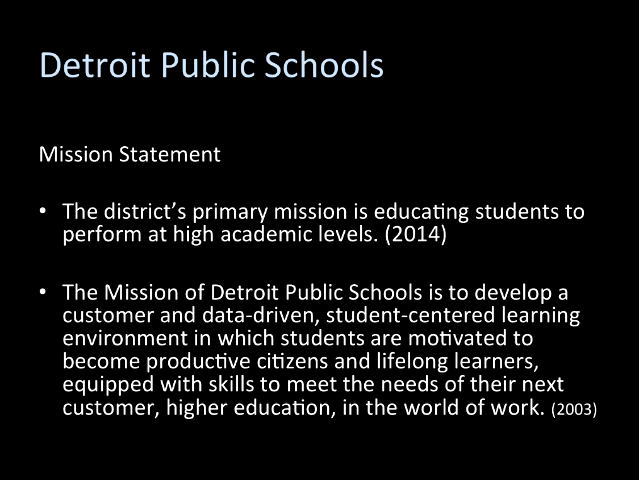 Detroit Public Schools
Mission Statement
• The district’s primary mission is educating students to
perform at high academic levels. (2014)
• The Mission of Detroit Public Schools is to develop a
customer and data-driven, student-centered learning
environment in which students are motivated to
become productive citizens and lifelong learners,
equipped with skills to meet the needs of their next
customer, higher education, in the world of work. (2003)